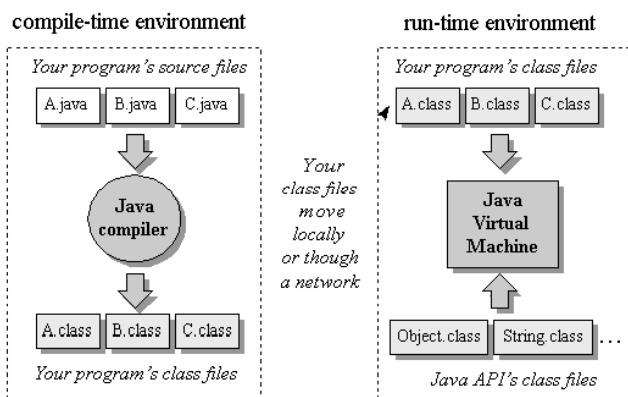 compile-time environment
Your program's source files
A.java B.java C.java
Java
compiler
A.class B.class C.class
Your program's class files
Your
class files
move
locally
or though
a network
run-time environment
Your program's class files
A.class B.class C.class
Java
Virtual
Machine
Object.class String.class ...
Java API's class files